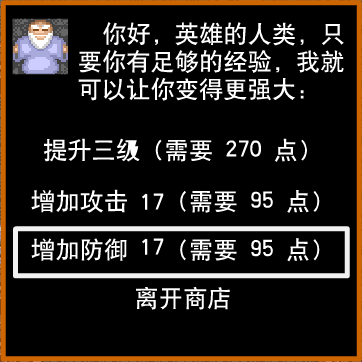 你好，英雄的人类，只
要你有足够的经验，我就
可以让你变得更强大：
提升三级（需要 270 点）
增加攻击 17（需要 95 点）
增加防御 17（需要 95 点）
离开商店